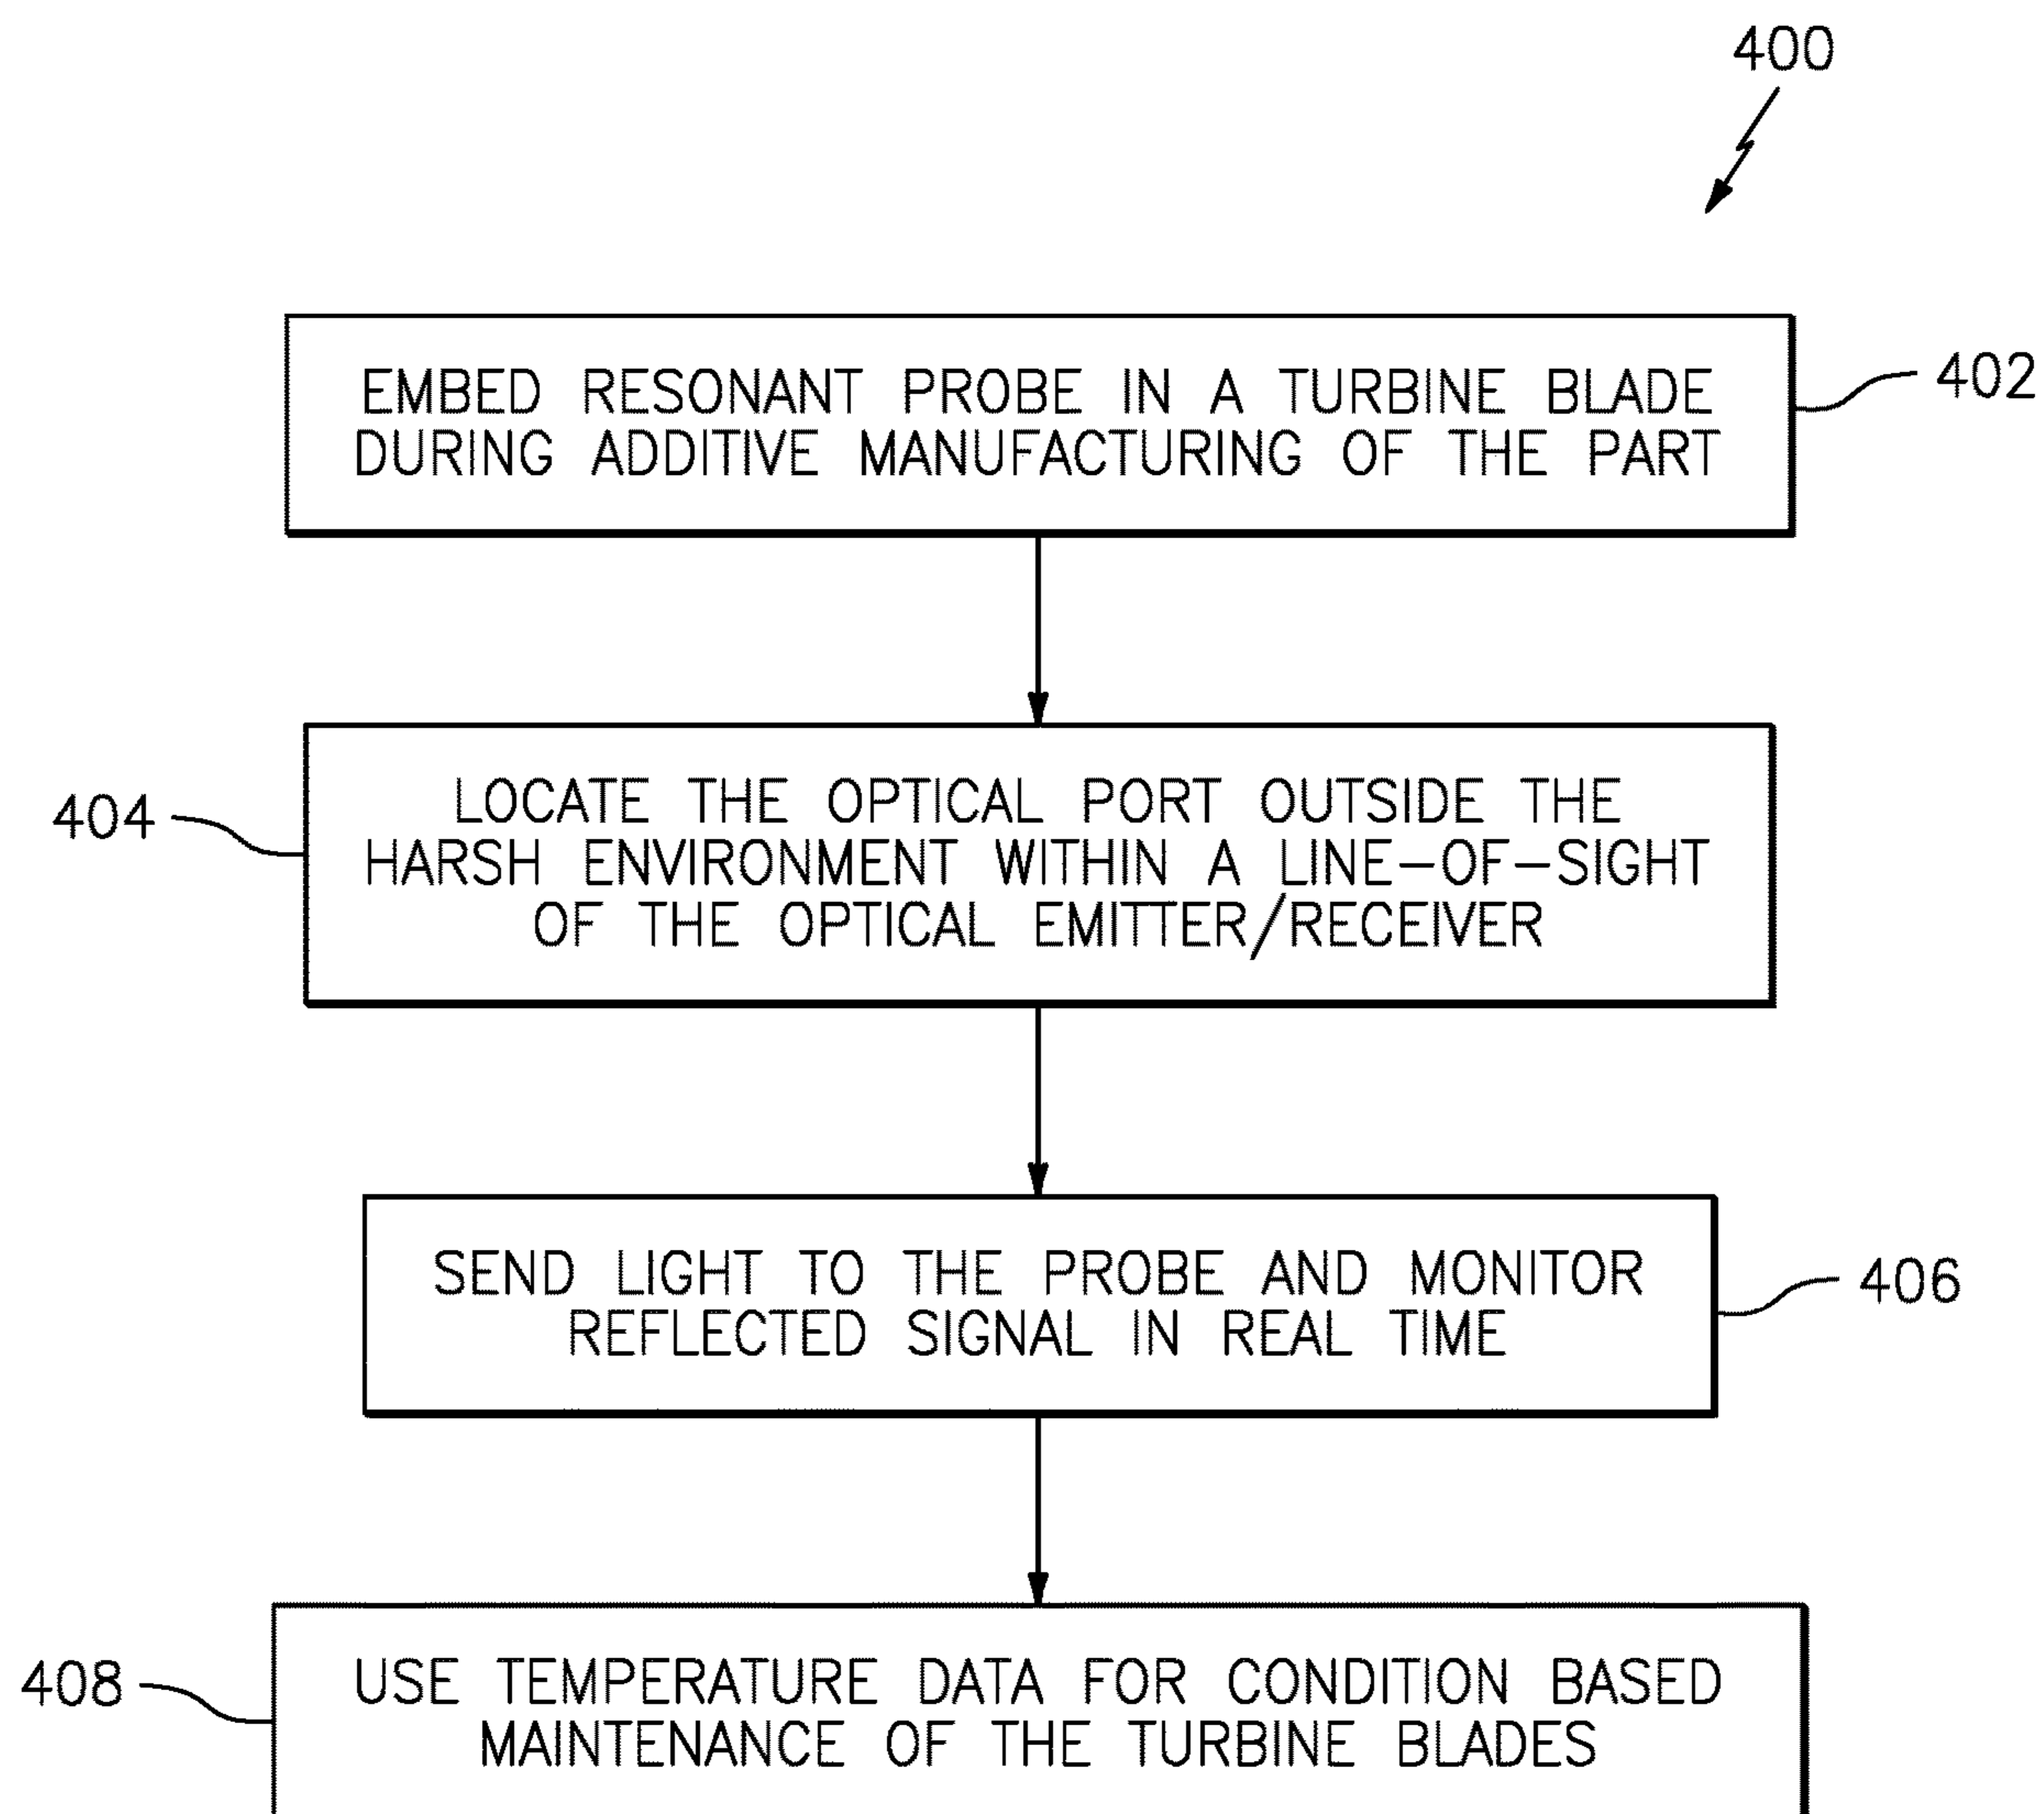 400
EMBED RESONANT PROBE IN A TURBINE BLADE
DURING ADDITIVE MANUFACTURING OF THE PART
402
LOCATE THE OPTICAL PORT OUTSIDE THE
HARSH ENVIRONMENT WITHIN A LINE-OF-SIGHT
OF THE OPTICAL EMITTER/RECEIVER
404
SEND LIGHT TO THE PROBE AND MONITOR
REFLECTED SIGNAL IN REAL TIME
406
USE TEMPERATURE DATA FOR CONDITION BASED
MAINTENANCE OF THE TURBINE BLADES
408